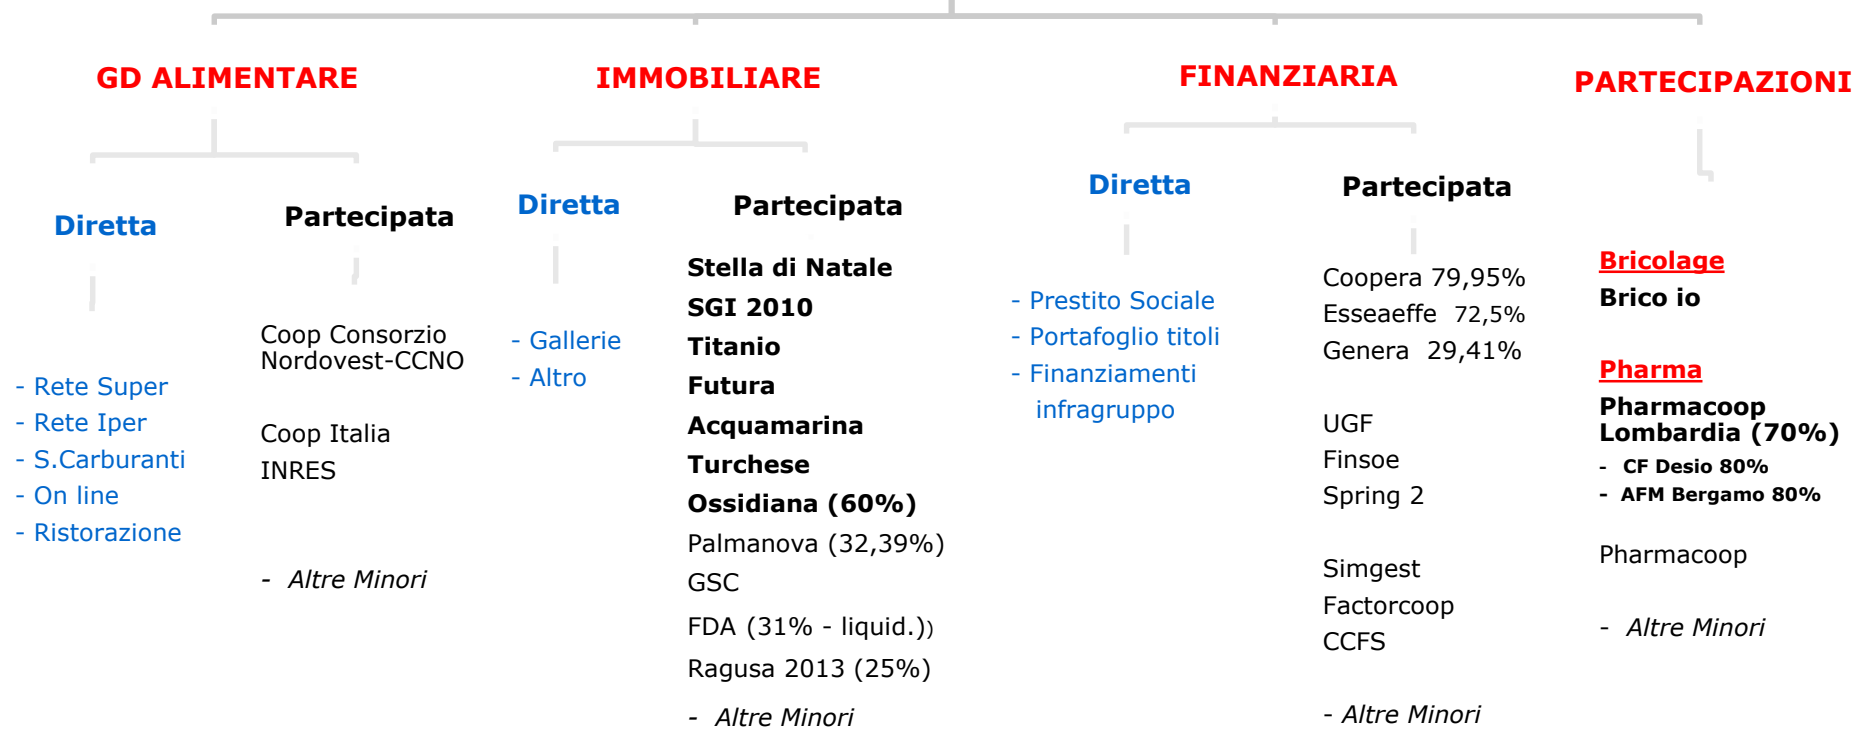 GD ALIMENTARE
Diretta
- Rete Super
- Rete Iper
- S.Carburanti
- On line
- Ristorazione
Partecipata
Coop Consorzio
Nordovest-CCNO
Coop Italia
INRES
- Altre Minori
IMMOBILIARE
Diretta
- Gallerie
- Altro
Partecipata
Stella di Natale
SGI 2010
Titanio
Futura
Acquamarina
Turchese
Ossidiana (60%)
Palmanova (32,39%)
GSC
FDA (31% - liquid.))
Ragusa 2013 (25%)
- Altre Minori
FINANZIARIA
Diretta
- Prestito Sociale
- Portafoglio titoli
- Finanziamenti
infragruppo
Partecipata
Coopera 79,95%
Esseaeffe 72,5%
Genera 29,41%
UGF
Finsoe
Spring 2
Simgest
Factorcoop
CCFS
- Altre Minori
PARTECIPAZIONI
Bricolage
Brico io
Pharma
Pharmacoop
Lombardia (70%)
- CF Desio 80%
- AFM Bergamo 80%
Pharmacoop
- Altre Minori